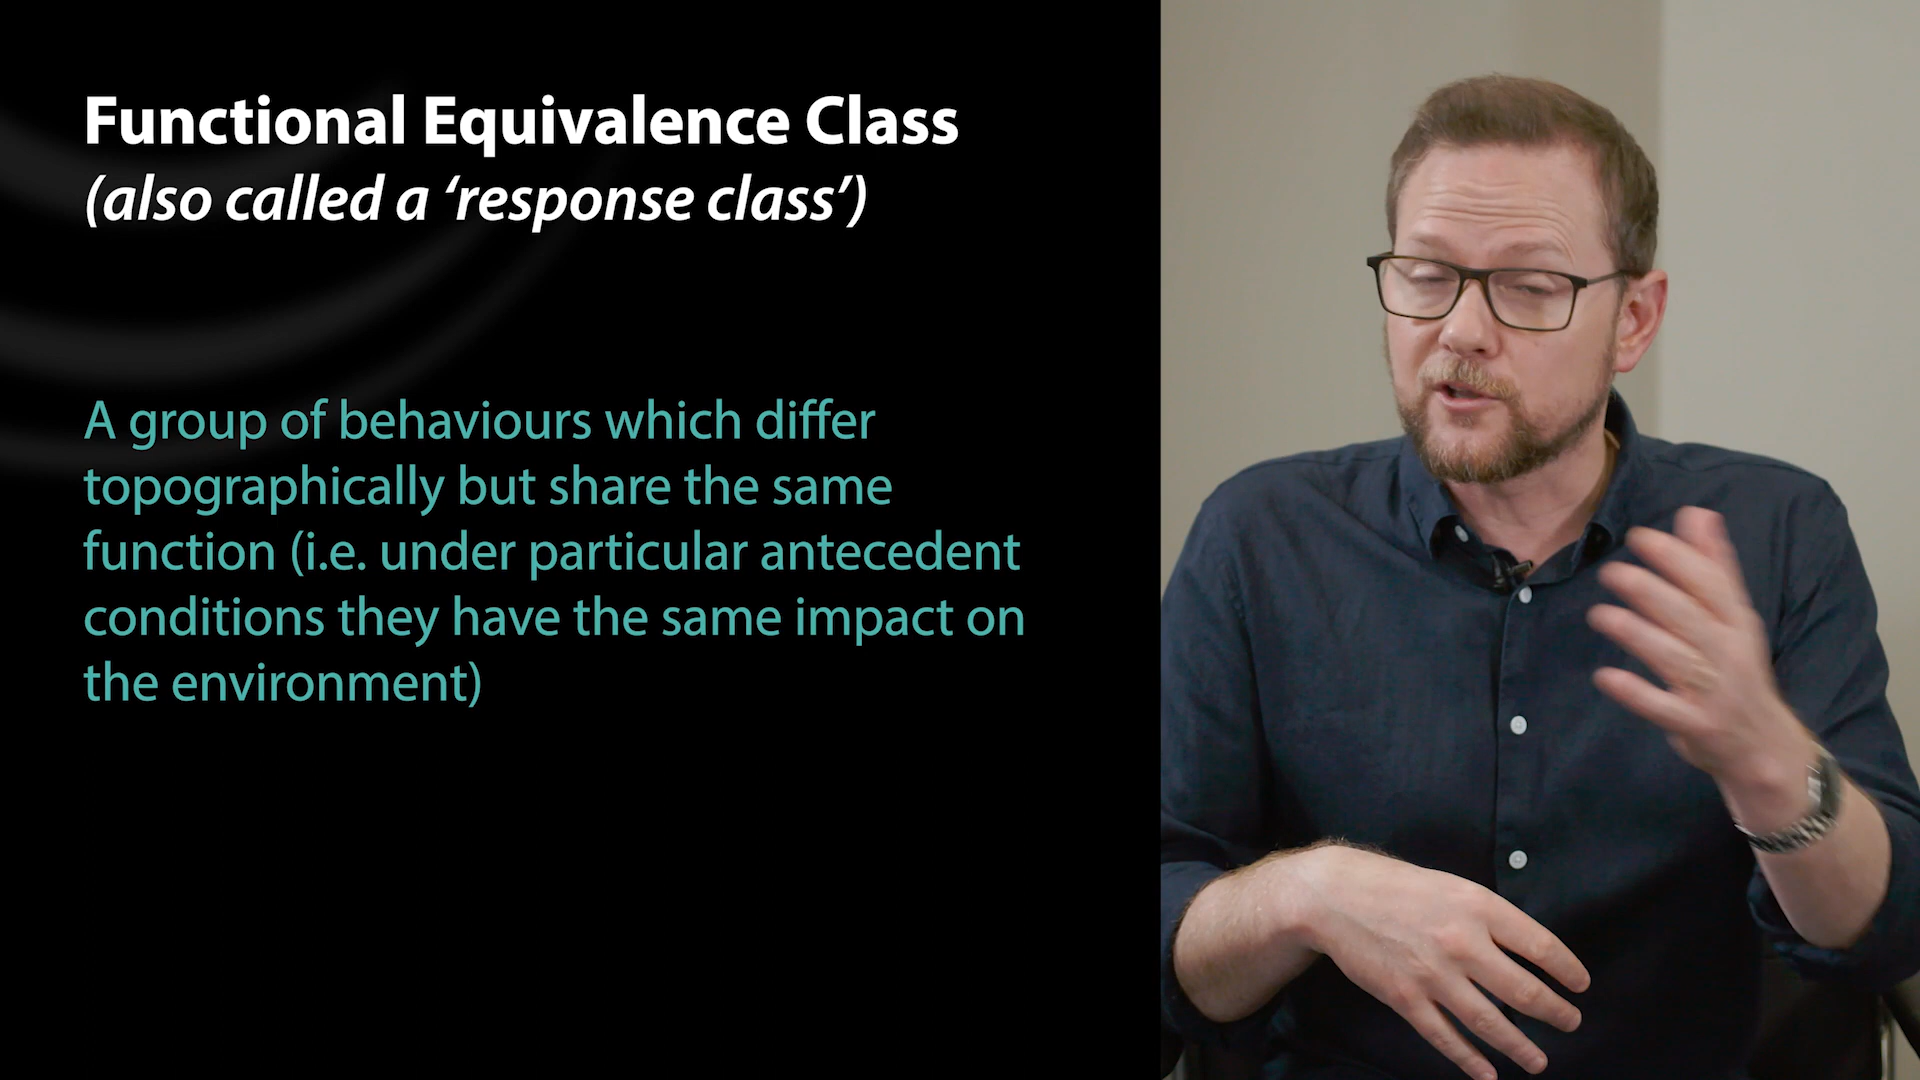 Functional Equivalence Class
(also called a ‘response class’)
A group of behaviours which differ
topographically but share the same
function (i.e. under particular antecedent
conditions they have the same impact on
the environment)